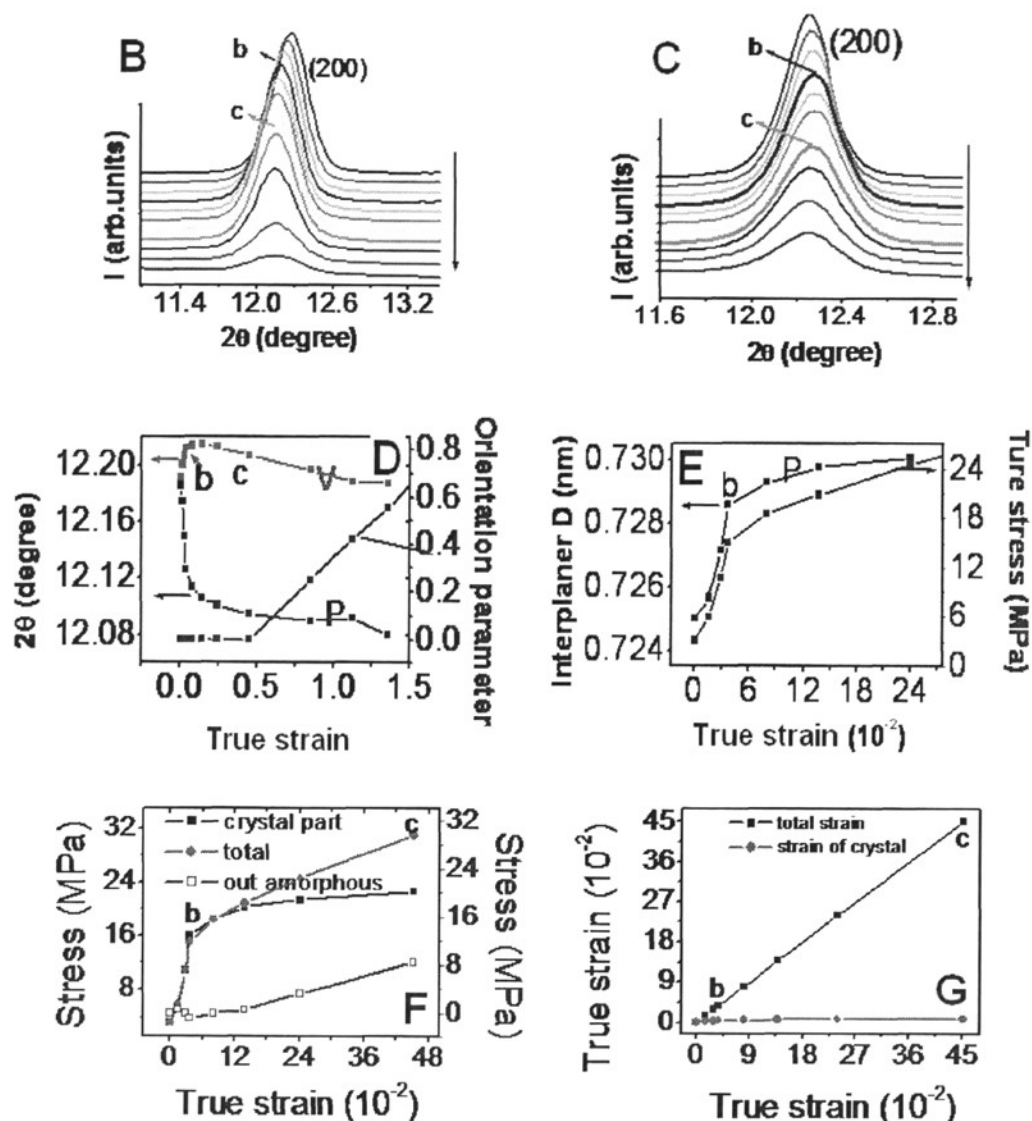 B
b
(200)
c
I (arb.units)
11.4 12.0 12.6 13.2
2θ (degree)
C
b
(200)
c
I (arb.units)
11.6 12.0 12.4 12.8
2θ (degree)
D
b
c
V
P
12.20
12.16
12.12
12.08
2θ (degree)
0.8
0.6
0.4
0.2
0.0
Orientation parameter
0.0 0.5 1.0 1.5
True strain
E
b
P
0.730
0.728
0.726
0.724
Interplaner D (nm)
24
18
12
6
0
Ture stress (MPa)
0 6 12 18 24
True strain (10⁻²)
crystal part
total
out amorphous
c
b
F
32
24
16
8
Stress (MPa)
32
24
16
8
0
Stress (MPa)
0 12 24 36 48
True strain (10⁻²)
total strain
strain of crystal
c
b
G
45
36
27
18
9
0
True strain (10⁻²)
0 9 18 27 36 45
True strain (10⁻²)